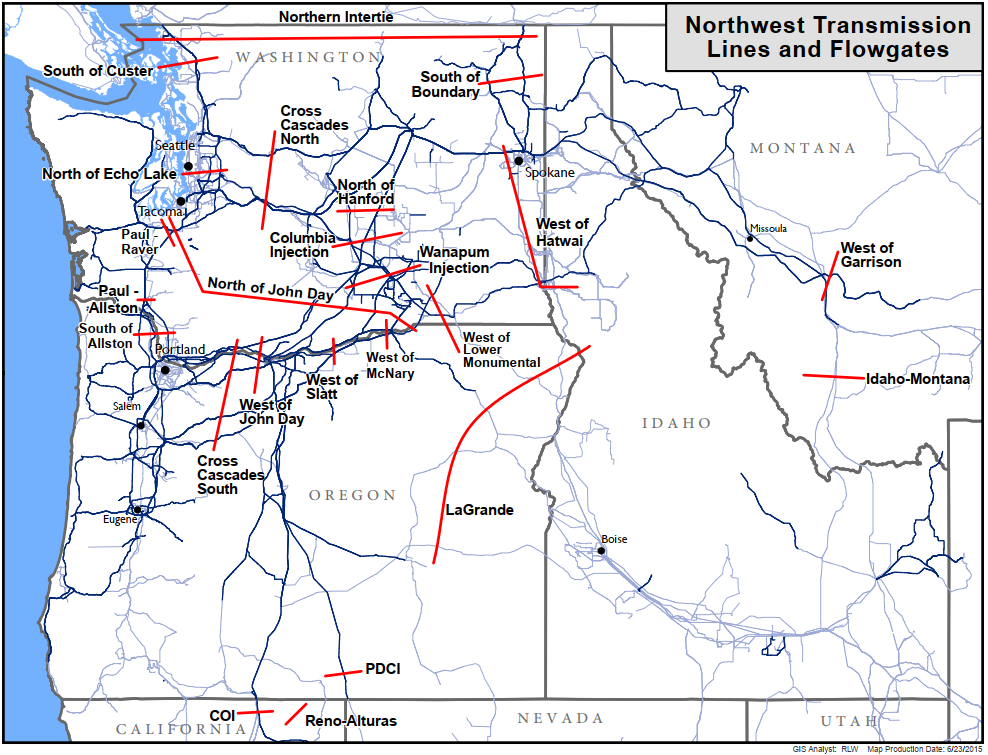 Northern Intertie
Northwest Transmission
Lines and Flowgates
WASHINGTON
South of Custer
South of
Boundary
Cross
Cascades
North
MONTANA
Seattle
North of Echo Lake
Spokane
North of
Hanford
Tacoma
Paul -
Raver
Columbia
Injection
Wanapum
Injection
West of
Hatwai
Missoula
West of
Garrison
North of John Day
Paul -
Allston
South of
Allston
Portland
West of
McNary
West of
Lower
Monumental
West of
Slatt
Idaho-Montana
Salem
West of
John Day
IDAHO
Cross
Cascades
South
OREGON
LaGrande
Eugene
Boise
PDCI
COI
Reno-Alturas
CALIFORNIA
NEVADA
UTAH
GIS Analyst: RLW Map Production Date: 6/23/2015